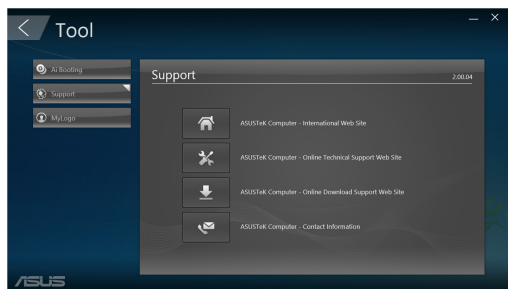 Tool
Ai Booting
Support
MyLogo
Support
2.00.04
ASUSTeK Computer - International Web Site
ASUSTeK Computer - Online Technical Support Web Site
ASUSTeK Computer - Online Download Support Web Site
ASUSTeK Computer - Contact Information
ASUS